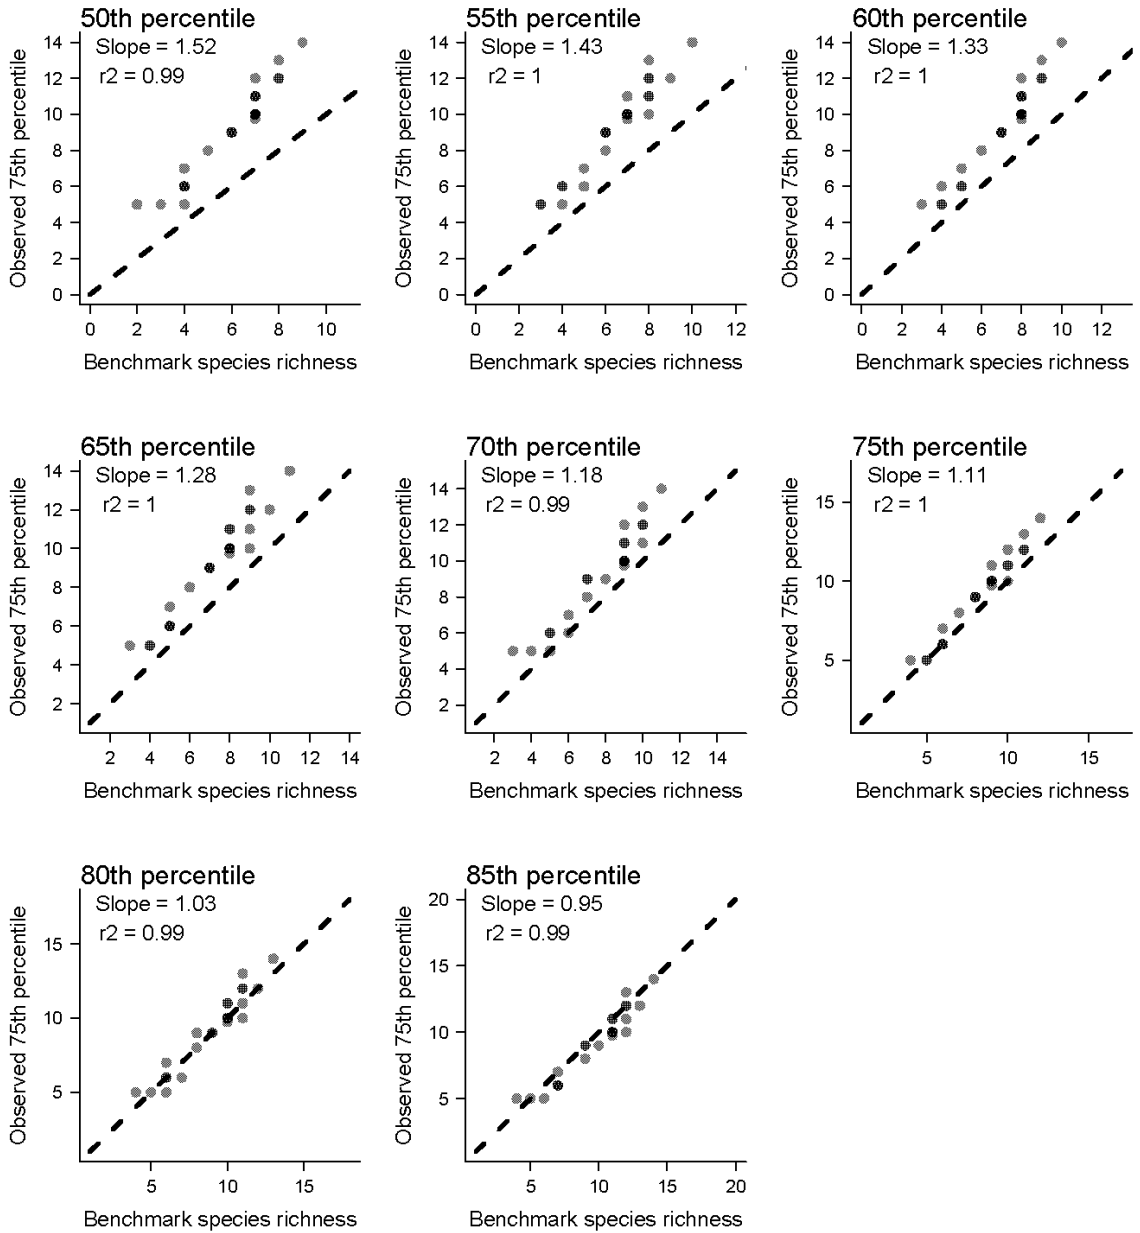 50th percentile
Slope = 1.52
r2 = 0.99
Observed 75th percentile
14
12
10
8
6
4
2
0
0 2 4 6 8 10
Benchmark species richness
55th percentile
Slope = 1.43
r2 = 1
Observed 75th percentile
14
12
10
8
6
4
2
0
0 2 4 6 8 10 12
Benchmark species richness
60th percentile
Slope = 1.33
r2 = 1
Observed 75th percentile
14
12
10
8
6
4
2
0
0 2 4 6 8 10 12
Benchmark species richness
65th percentile
Slope = 1.28
r2 = 1
Observed 75th percentile
14
12
10
8
6
4
2
2 4 6 8 10 12 14
Benchmark species richness
70th percentile
Slope = 1.18
r2 = 0.99
Observed 75th percentile
14
12
10
8
6
4
2
2 4 6 8 10 12 14
Benchmark species richness
75th percentile
Slope = 1.11
r2 = 1
Observed 75th percentile
15
10
5
5 10 15
Benchmark species richness
80th percentile
Slope = 1.03
r2 = 0.99
Observed 75th percentile
15
10
5
5 10 15
Benchmark species richness
85th percentile
Slope = 0.95
r2 = 0.99
Observed 75th percentile
20
15
10
5
5 10 15 20
Benchmark species richness